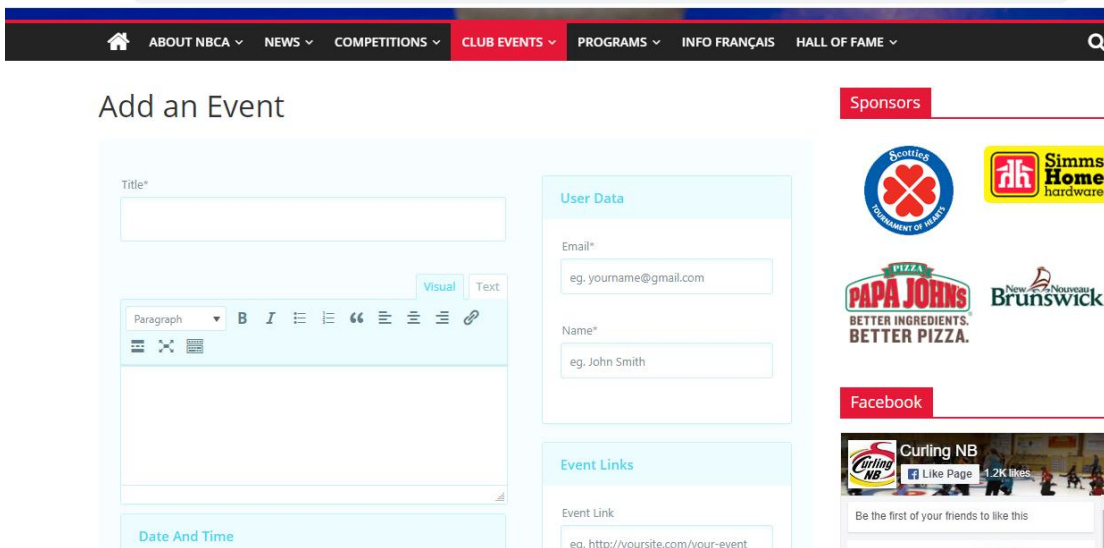 ABOUT NBCA NEWS COMPETITIONS CLUB EVENTS PROGRAMS INFO FRANÇAIS HALL OF FAME
Add an Event
Title*
Visual Text
Paragraph
B I
Date And Time
User Data
Email*
eg. yourname@gmail.com
Name*
eg. John Smith
Event Links
Event Link
eg. http://yoursite.com/your-event
Sponsors
Scotties
TOURNAMENT OF HEARTS
Simms
Home
hardware
PIZZA
PAPA JOHNS
BETTER INGREDIENTS.
BETTER PIZZA.
New Nouveau
Brunswick
Facebook
Curling
NB
Curling NB
Like Page 1.2K likes
Be the first of your friends to like this